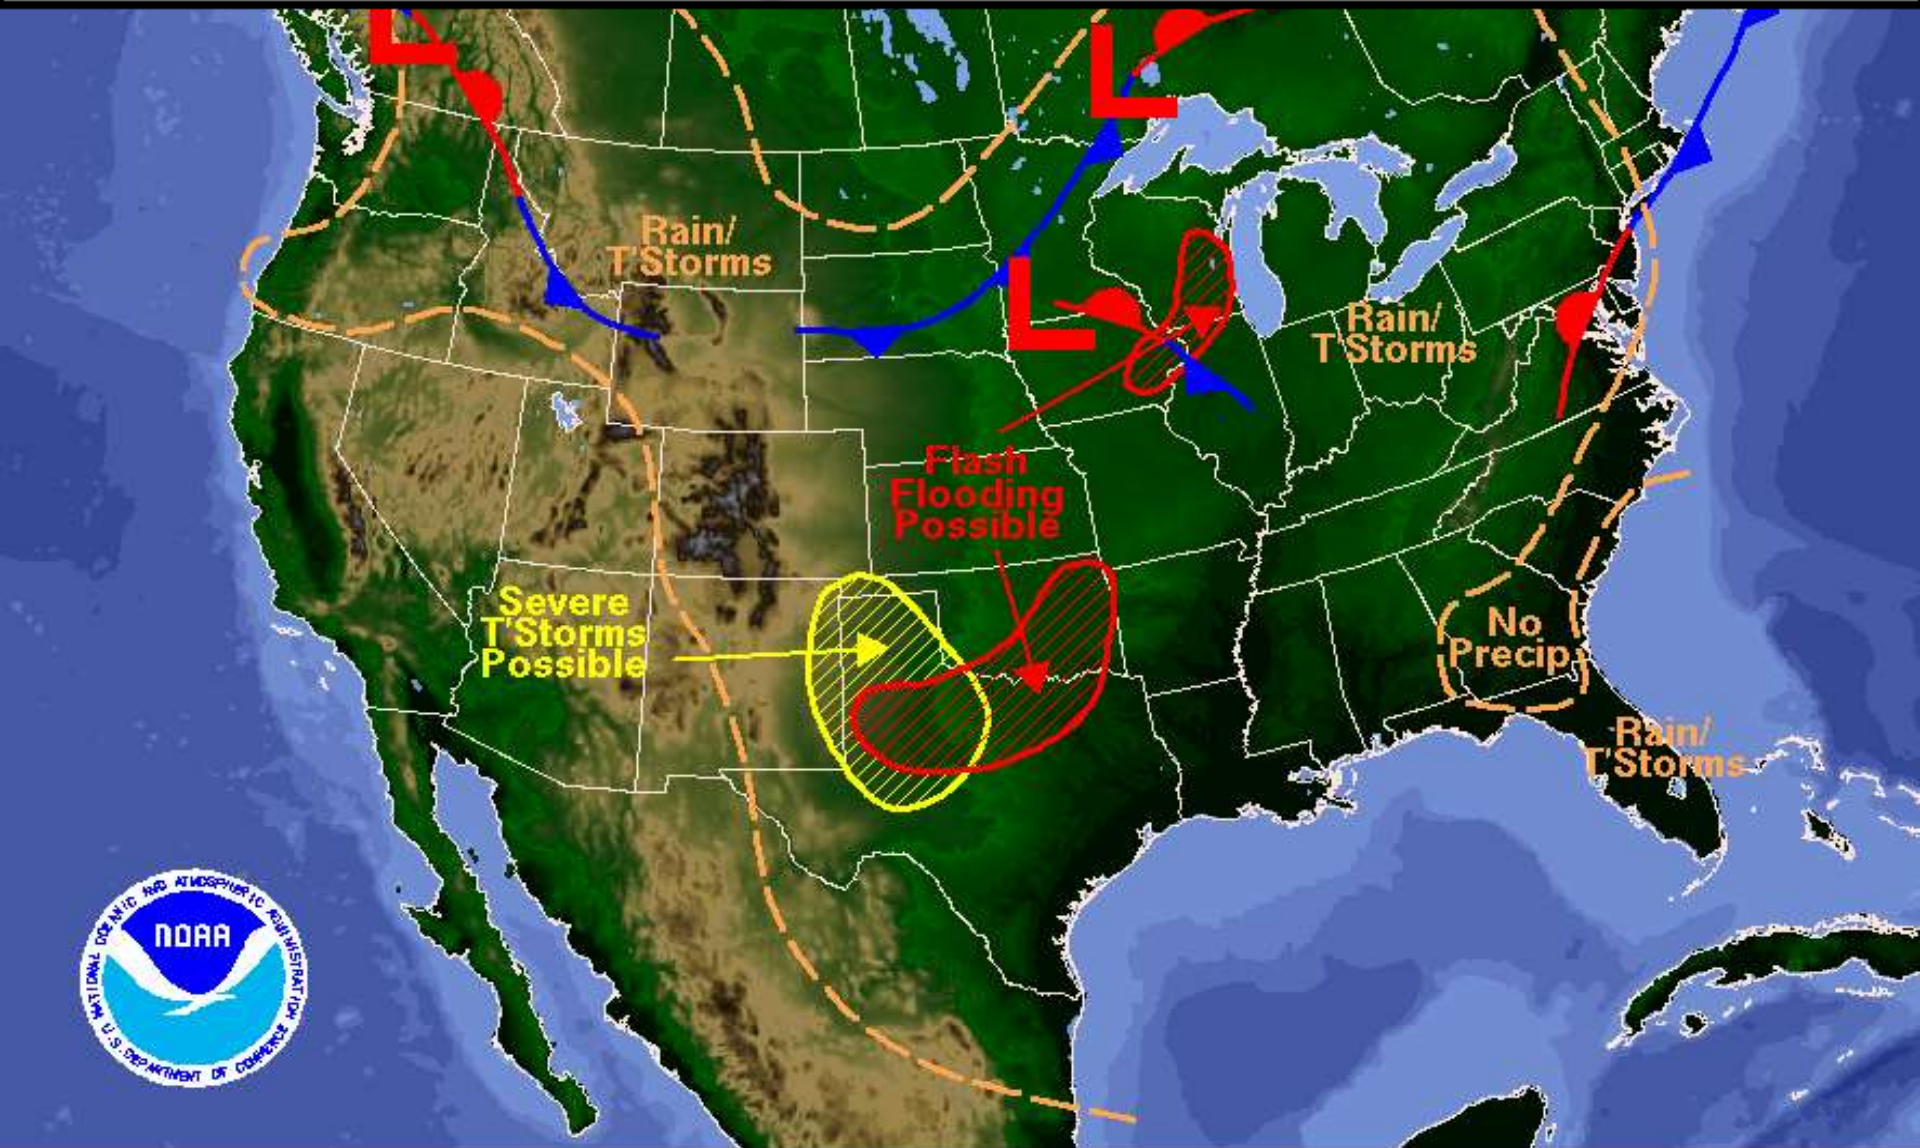 L
L
Rain/
T'Storms
L
Rain/
T'Storms
Flash
Flooding
Possible
Severe
T'Storms
Possible
No
Precip
Rain/
T'Storms
NATIONAL OCEANIC AND ATMOSPHERIC ADMINISTRATION
NOAA
U.S. DEPARTMENT OF COMMERCE